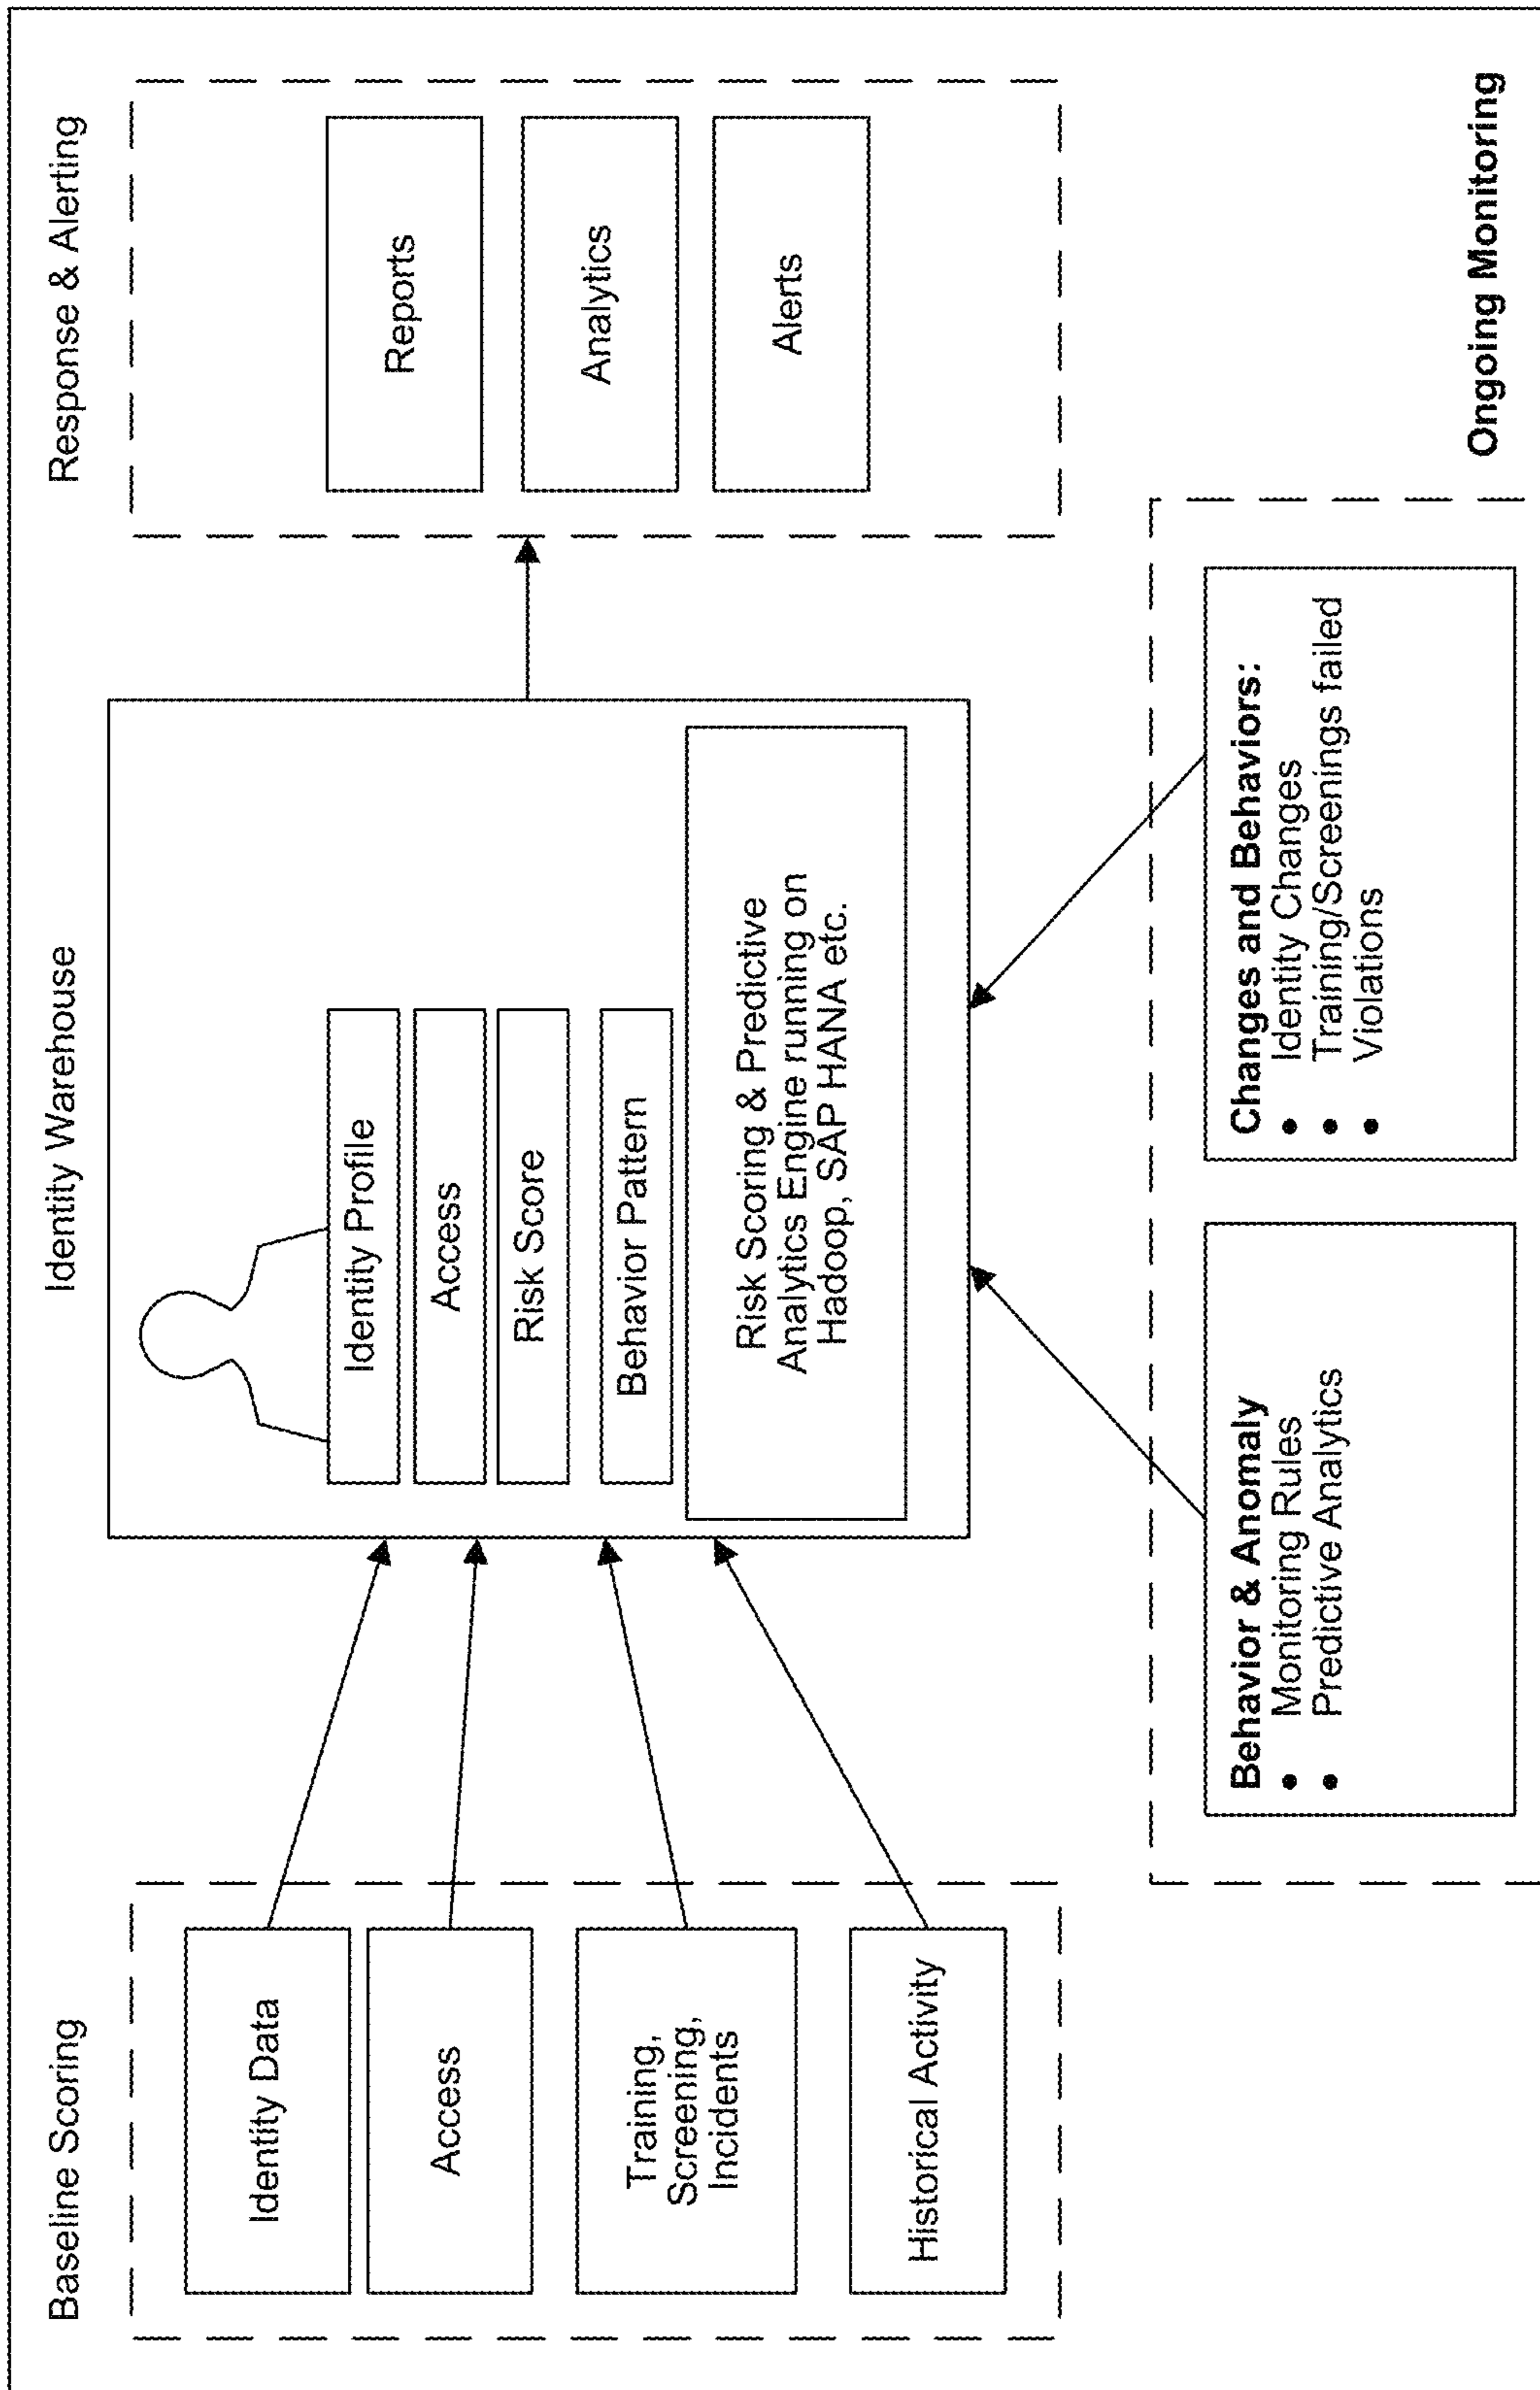 Baseline Scoring
Identity Data
Access
Training,
Screening,
Incidents
Historical Activity
Identity Warehouse
Identity Profile
Access
Risk Score
Behavior Pattern
Risk Scoring & Predictive
Analytics Engine running on
Hadoop, SAP HANA etc.
Response & Alerting
Reports
Analytics
Alerts
Behavior & Anomaly
• Monitoring Rules
• Predictive Analytics
Changes and Behaviors:
• Identity Changes
• Training/Screenings failed
• Violations
Ongoing Monitoring